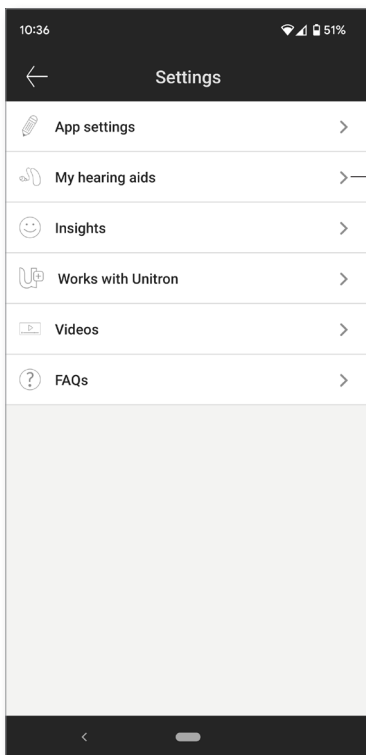 10:36 51%
Settings
App settings
My hearing aids
Insights
Works with Unitron
Videos
FAQs